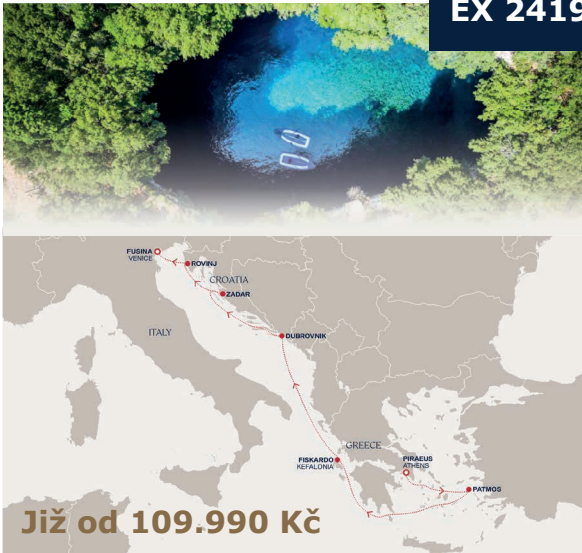 EX 2419
FUSINA
VENICE
ROVINJ
CROATIA
ZADAR
ITALY
DUBROVNIK
GREECE
FISKARDO
KEFALONIA
PIRAEUS
ATHENS
PATMOS
Již od 109.990 Kč